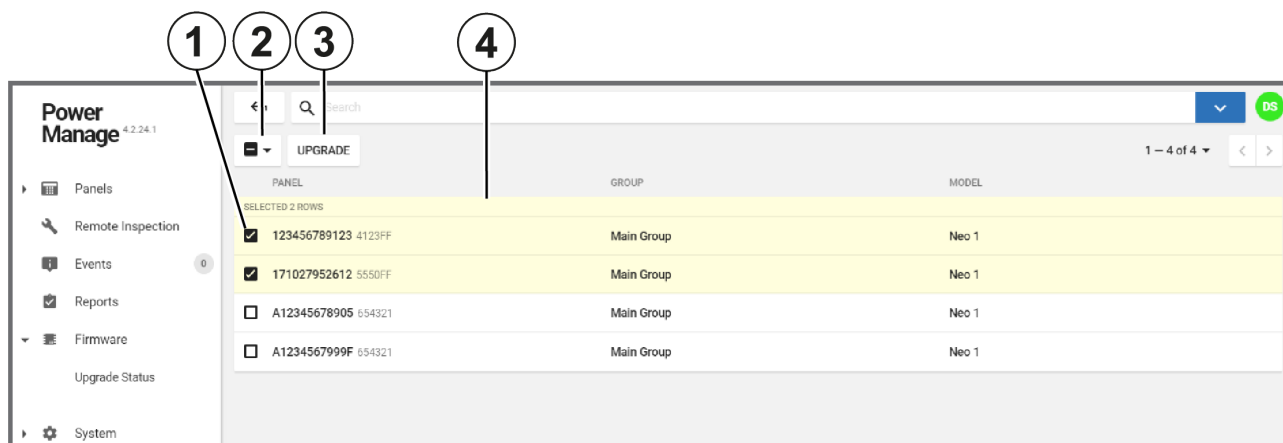 1 2 3 4
Power
Manage 4.2.24.1
Search
DS
UPGRADE
1 – 4 of 4
Panels
Remote Inspection
Events 0
Reports
Firmware
Upgrade Status
System
PANEL GROUP MODEL
SELECTED 2 ROWS
123456789123 4123FF Main Group Neo 1
171027952612 5550FF Main Group Neo 1
A12345678905 654321 Main Group Neo 1
A1234567999F 654321 Main Group Neo 1